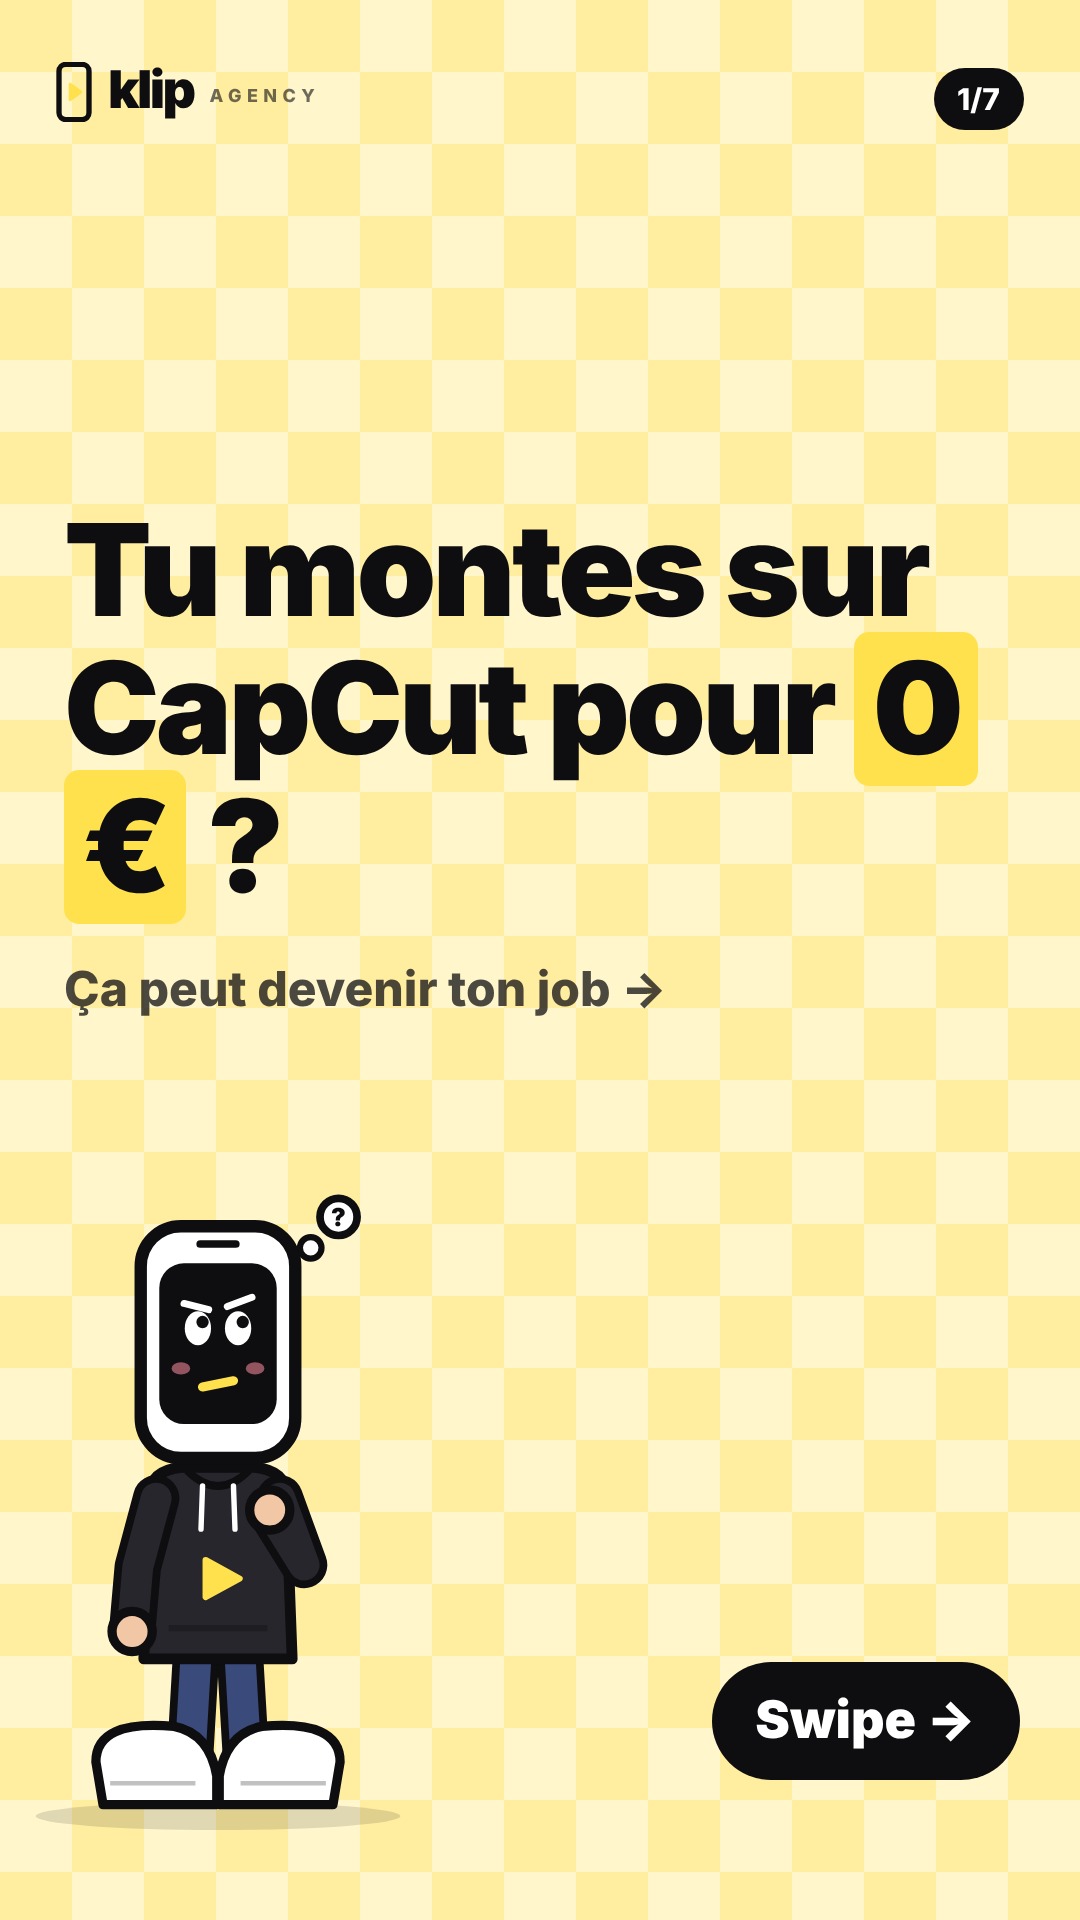 klip AGENCY
1/7
Tu montes sur
CapCut pour 0
€ ?
Ça peut devenir ton job →
?
Swipe →